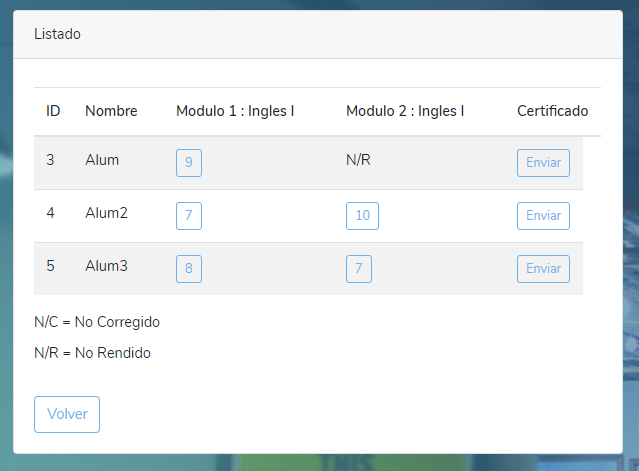 Listado
ID Nombre Modulo 1 : Ingles I Modulo 2 : Ingles I Certificado
3 Alum 9 N/R Enviar
4 Alum2 7 10 Enviar
5 Alum3 8 7 Enviar
N/C = No Corregido
N/R = No Rendido
Volver
THIS